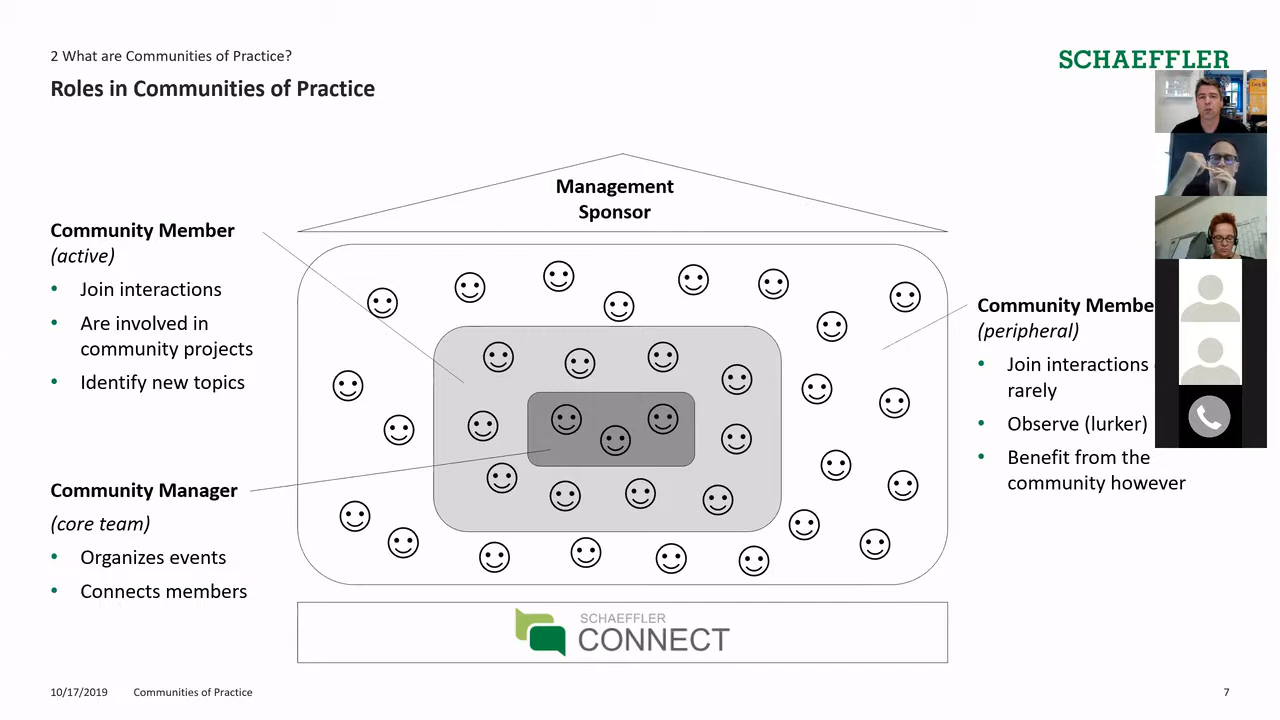 2 What are Communities of Practice?
SCHAEFFLER
Roles in Communities of Practice
Management
Sponsor
Community Member
(active)
• Join interactions
• Are involved in
community projects
• Identify new topics
Community Manager
(core team)
• Organizes events
• Connects members
Community Membe
(peripheral)
• Join interactions
rarely
• Observe (lurker)
• Benefit from the
community however
SCHAEFFLER
CONNECT
10/17/2019 Communities of Practice 7